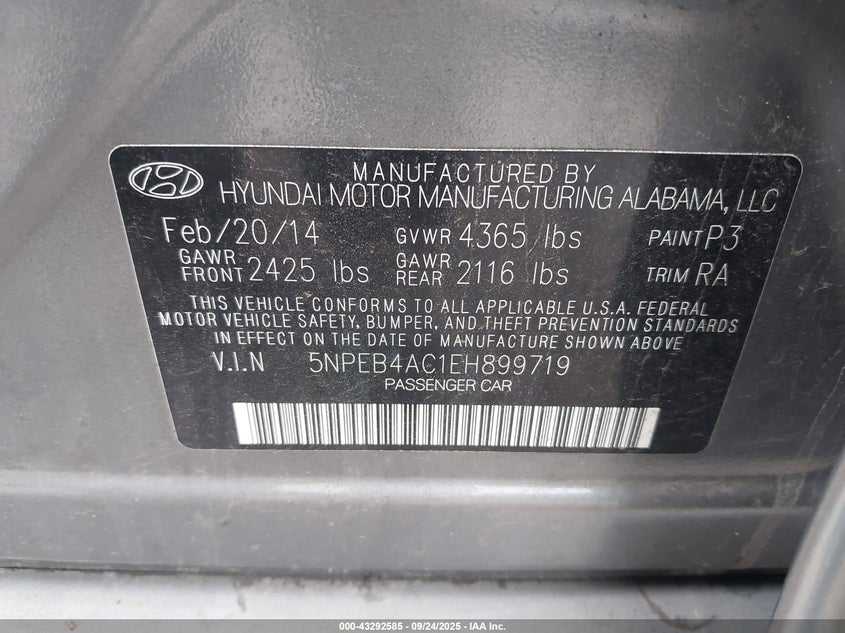 MANUFACTURED BY
HYUNDAI MOTOR MANUFACTURING ALABAMA, LLC
Feb/20/14 GVWR 4365 lbs PAINT P3
GAWR FRONT 2425 lbs GAWR REAR 2116 lbs TRIM RA
THIS VEHICLE CONFORMS TO ALL APPLICABLE U.S.A. FEDERAL
MOTOR VEHICLE SAFETY, BUMPER, AND THEFT PREVENTION STANDARDS
IN EFFECT ON THE DATE OF MANUFACTURE SHOWN ABOVE
V.I.N 5NPEB4AC1EH899719
PASSENGER CAR
000-43292585 - 09/24/2025 - IAA Inc.